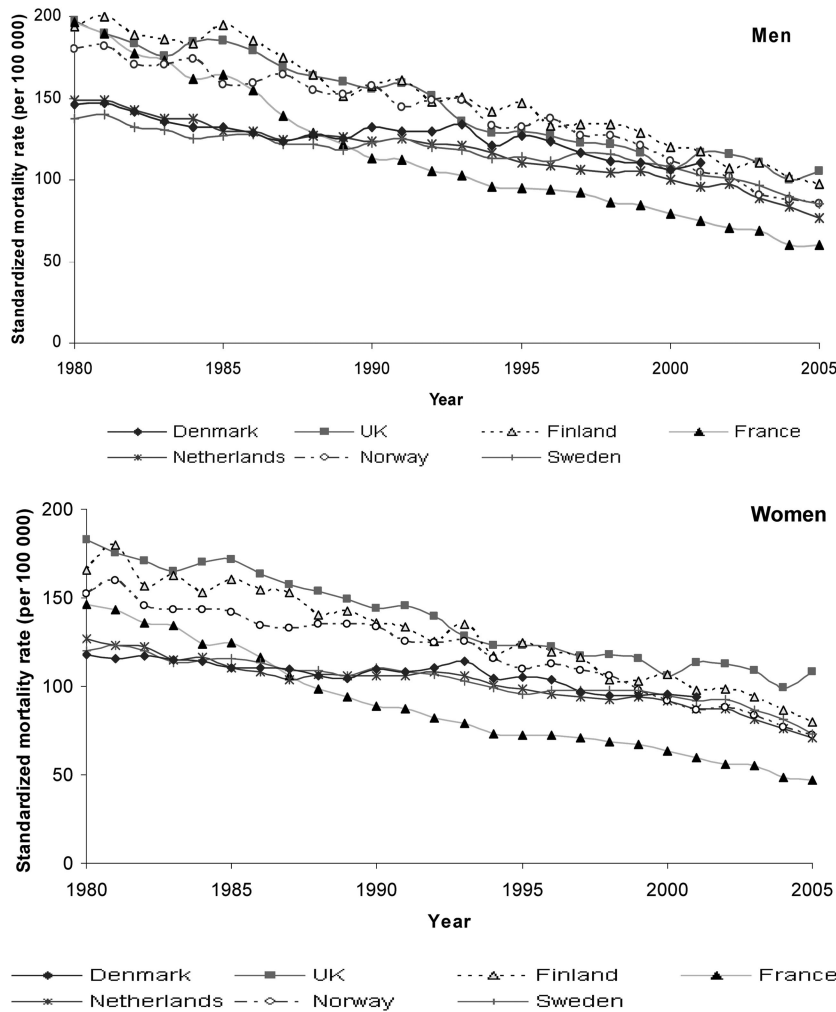 Men
Standardized mortality rate (per 100 000)
200
150
100
50
0
1980 1985 1990 1995 2000 2005
Year
Denmark UK Finland France
Netherlands Norway Sweden
Women
Standardized mortality rate (per 100 000)
200
150
100
50
0
1980 1985 1990 1995 2000 2005
Year
Denmark UK Finland France
Netherlands Norway Sweden